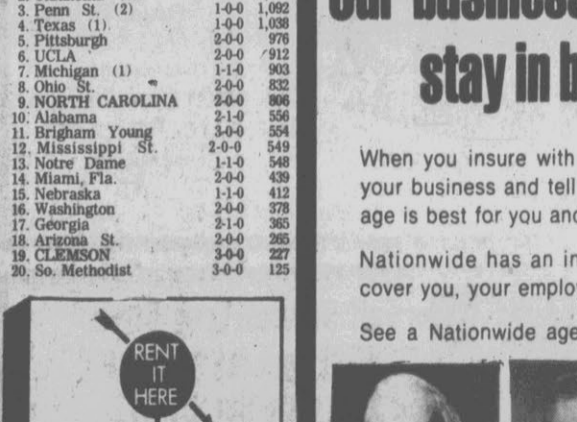 3. Penn St. (2) 1-0-0 1,092
4. Texas (1) 1-0-0 1,038
5. Pittsburgh 2-0-0 976
6. UCLA 2-0-0 912
7. Michigan (1) 1-1-0 903
8. Ohio St. 2-0-0 832
9. NORTH CAROLINA 2-0-0 806
10. Alabama 2-1-0 556
11. Brigham Young 3-0-0 554
12. Mississippi St. 2-0-0 549
13. Notre Dame 1-1-0 548
14. Miami, Fla. 2-0-0 439
15. Nebraska 1-1-0 412
16. Washington 2-0-0 378
17. Georgia 2-1-0 365
18. Arizona St. 2-0-0 265
19. CLEMSON 3-0-0 227
20. So. Methodist 3-0-0 125
RENT
IT
HERE
our business
stay in b
When you insure with
your business and tell
age is best for you and
Nationwide has an in
cover you, your employ
See a Nationwide age